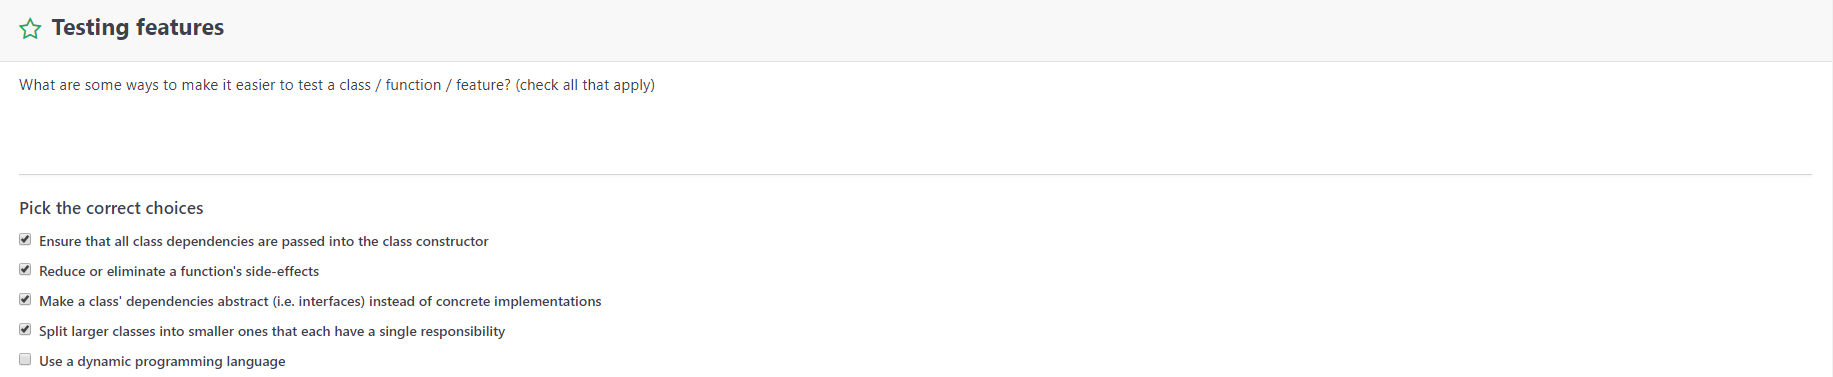 Testing features
What are some ways to make it easier to test a class / function / feature? (check all that apply)
Pick the correct choices
Ensure that all class dependencies are passed into the class constructor
Reduce or eliminate a function's side-effects
Make a class' dependencies abstract (i.e. interfaces) instead of concrete implementations
Split larger classes into smaller ones that each have a single responsibility
Use a dynamic programming language